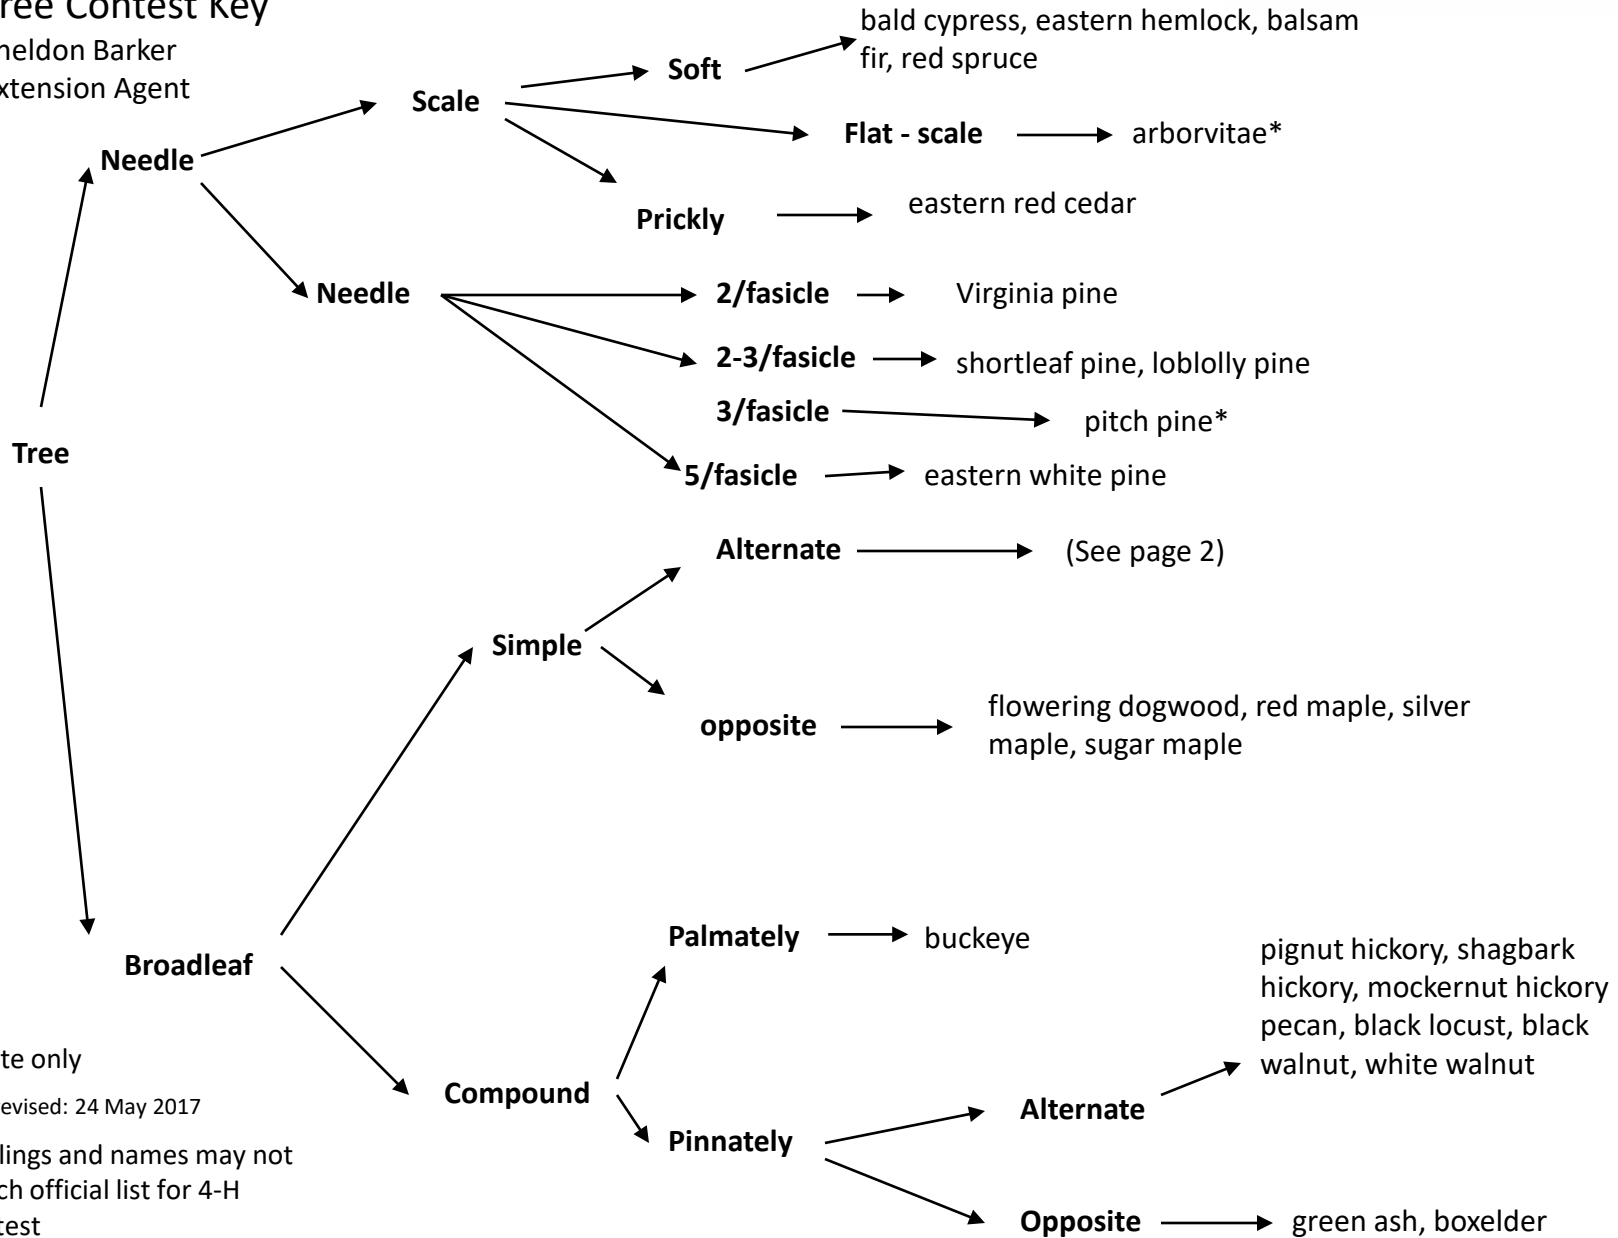 ree Contest Key
heldon Barker
xtension Agent
bald cypress, eastern hemlock, balsam
fir, red spruce
Soft
Scale
Flat - scale
arborvitae*
Needle
Prickly
eastern red cedar
Needle
2/fasicle
Virginia pine
2-3/fasicle
shortleaf pine, loblolly pine
3/fasicle
pitch pine*
Tree
5/fasicle
eastern white pine
Alternate
(See page 2)
Simple
opposite
flowering dogwood, red maple, silver
maple, sugar maple
Palmately
buckeye
Broadleaf
pignut hickory, shagbark
hickory, mockernut hickory
pecan, black locust, black
walnut, white walnut
Compound
Alternate
Pinnately
Opposite
green ash, boxelder
te only
evised: 24 May 2017
lings and names may not
ch official list for 4-H
test